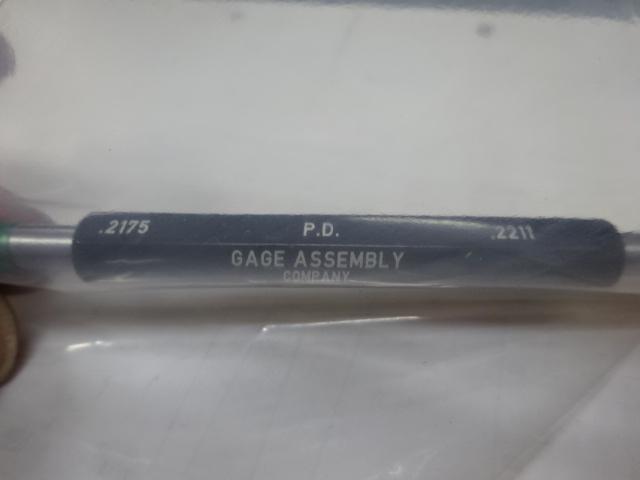 .2175 P.D. .2211
GAGE ASSEMBLY
COMPANY